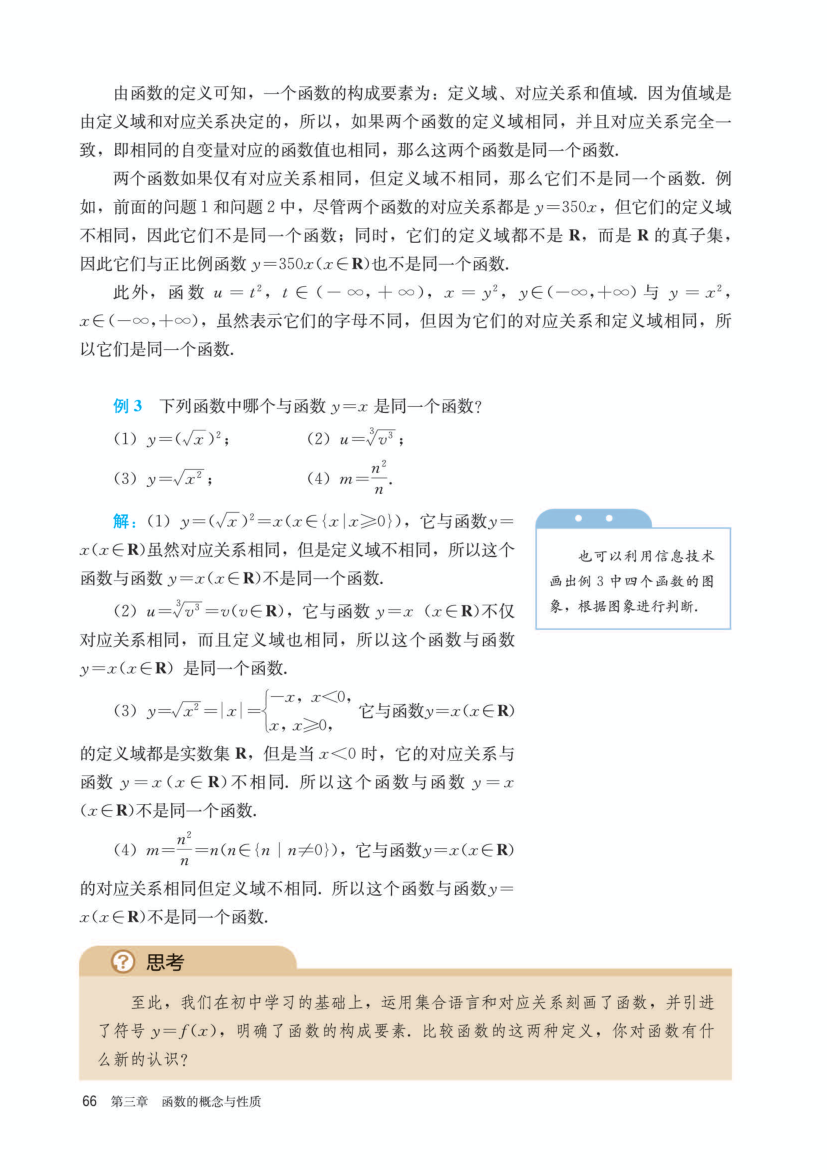 由函数的定义可知，一个函数的构成要素为：定义域、对应关系和值域. 因为值域是
由定义域和对应关系决定的，所以，如果两个函数的定义域相同，并且对应关系完全一
致，即相同的自变量对应的函数值也相同，那么这两个函数是同一个函数.
两个函数如果仅有对应关系相同，但定义域不相同，那么它们不是同一个函数. 例
如，前面的问题 1 和问题 2 中，尽管两个函数的对应关系都是 y=350x，但它们的定义域
不相同，因此它们不是同一个函数；同时，它们的定义域都不是 R，而是 R 的真子集，
因此它们与正比例函数 y=350x(x∈R)也不是同一个函数.
此外，函数 u=t²，t∈(-∞,+∞)，x=y²，y∈(-∞,+∞)与 y=x²，
x∈(-∞,+∞)，虽然表示它们的字母不同，但因为它们的对应关系和定义域相同，所
以它们是同一个函数.
例 3 下列函数中哪个与函数 y=x 是同一个函数？
(1) y=(√x)²； (2) u=∛v³；
(3) y=√x²； (4) m=n²/n.
解：(1) y=(√x)²=x(x∈{x|x≥0})，它与函数y=
x(x∈R)虽然对应关系相同，但是定义域不相同，所以这个
函数与函数 y=x(x∈R)不是同一个函数.
(2) u=∛v³=v(v∈R)，它与函数 y=x (x∈R)不仅
对应关系相同，而且定义域也相同，所以这个函数与函数
y=x(x∈R) 是同一个函数.
(3) y=√x²=|x|={-x, x<0, x, x≥0, 它与函数y=x(x∈R)
的定义域都是实数集 R，但是当 x<0 时，它的对应关系与
函数 y=x(x∈R)不相同. 所以这个函数与函数 y=x
(x∈R)不是同一个函数.
(4) m=n²/n=n(n∈{n|n≠0})，它与函数y=x(x∈R)
的对应关系相同但定义域不相同. 所以这个函数与函数y=
x(x∈R)不是同一个函数.
也可以利用信息技术
画出例 3 中四个函数的图
象，根据图象进行判断.
? 思考
至此，我们在初中学习的基础上，运用集合语言和对应关系刻画了函数，并引进
了符号 y=f(x)，明确了函数的构成要素. 比较函数的这两种定义，你对函数有什
么新的认识？
66 第三章 函数的概念与性质